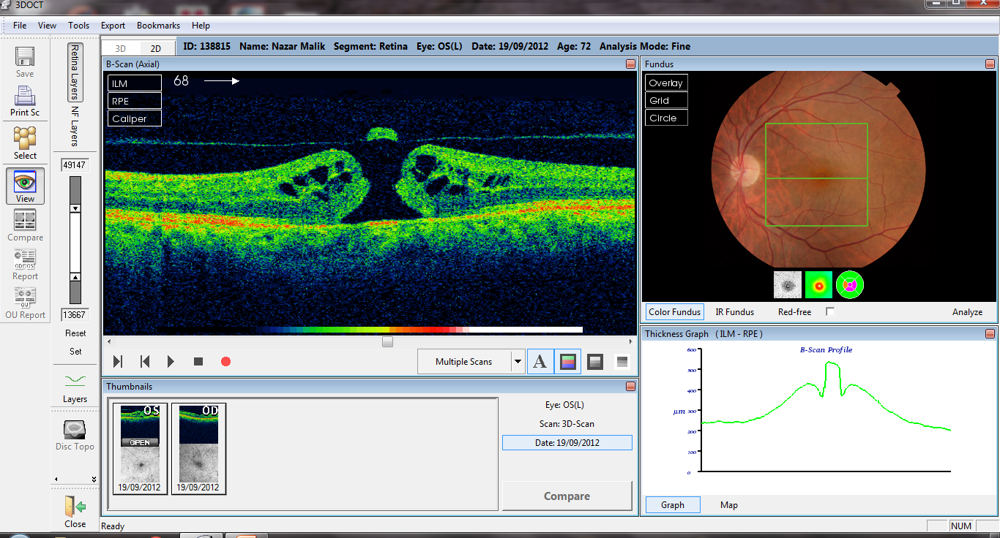 3DOCT
File View Tools Export Bookmarks Help
Save
Print Sc
Select
View
Compare
Report
OU
OU Report
Retina Layers
NF Layers
49147
13667
Reset
Set
Layers
Disc Topo
Close
3D 2D ID: 138815 Name: Nazar Malik Segment: Retina Eye: OS(L) Date: 19/09/2012 Age: 72 Analysis Mode: Fine
B-Scan (Axial)
ILM
RPE
Caliper
68
Multiple Scans
A
Thumbnails
OS
OPEN
19/09/2012
OD
19/09/2012
Eye: OS(L)
Scan: 3D-Scan
Date: 19/09/2012
Compare
Fundus
Overlay
Grid
Circle
Color Fundus IR Fundus Red-free Analyze
Thickness Graph ( ILM - RPE )
B-Scan Profile
600
500
400
µm 300
200
100
0
Graph Map
Ready
NUM